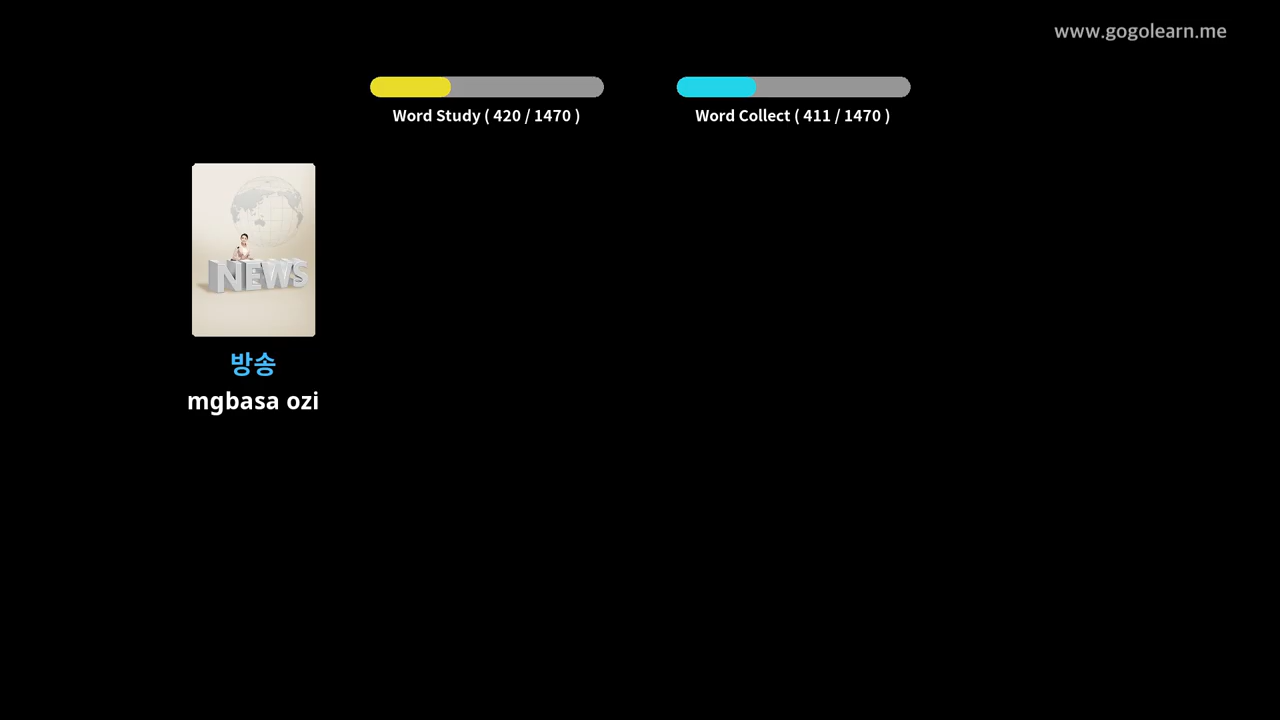 www.gogolearn.me
Word Study ( 420 / 1470 )
Word Collect ( 411 / 1470 )
NEWS
방송
mgbasa ozi